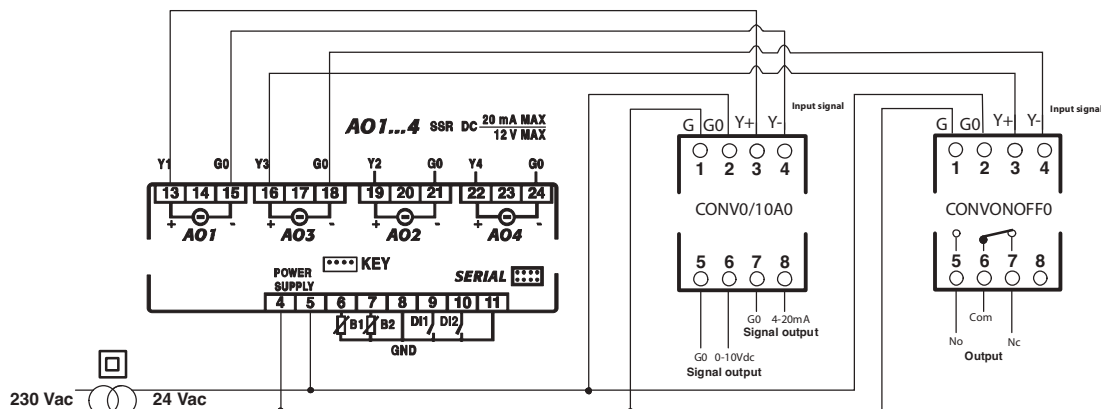 AO1...4 SSR DC 20 mA MAX
12 V MAX
Y1 G0 Y3 G0 Y2 G0 Y4 G0
13 14 15 16 17 18 19 20 21 22 23 24
+ - + - + - + -
AO1 AO3 AO2 AO4
KEY
POWER
SUPPLY
SERIAL
4 5 6 7 8 9 10 11
B1 B2 DI1 DI2
GND
230 Vac 24 Vac
Input signal
G G0 Y+ Y-
1 2 3 4
CONV0/10A0
5 6 7 8
G0 4-20mA
Signal output
G0 0-10Vdc
Signal output
Input signal
G G0 Y+ Y-
1 2 3 4
CONVONOFF0
5 6 7 8
Com
No Nc
Output